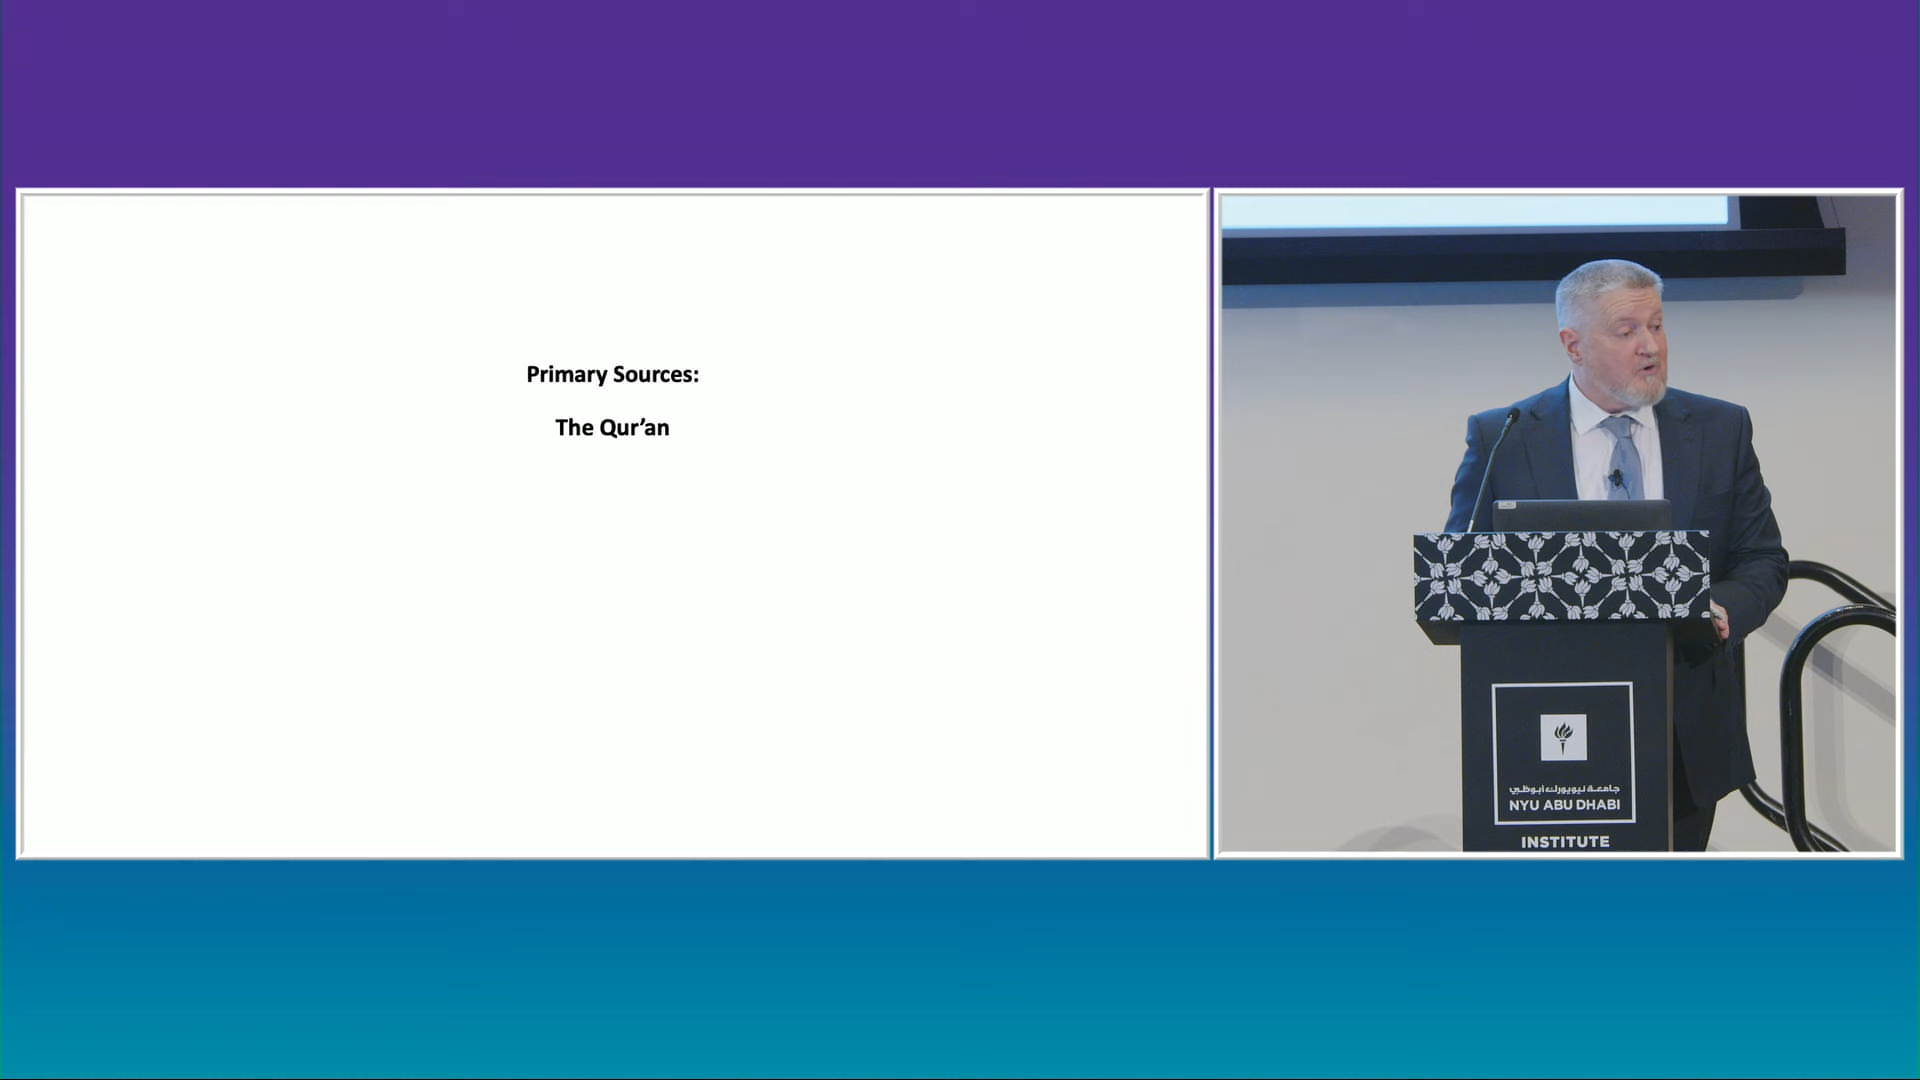 Primary Sources:
The Qur’an
جامعة نيويورك أبوظبي
NYU ABU DHABI
INSTITUTE